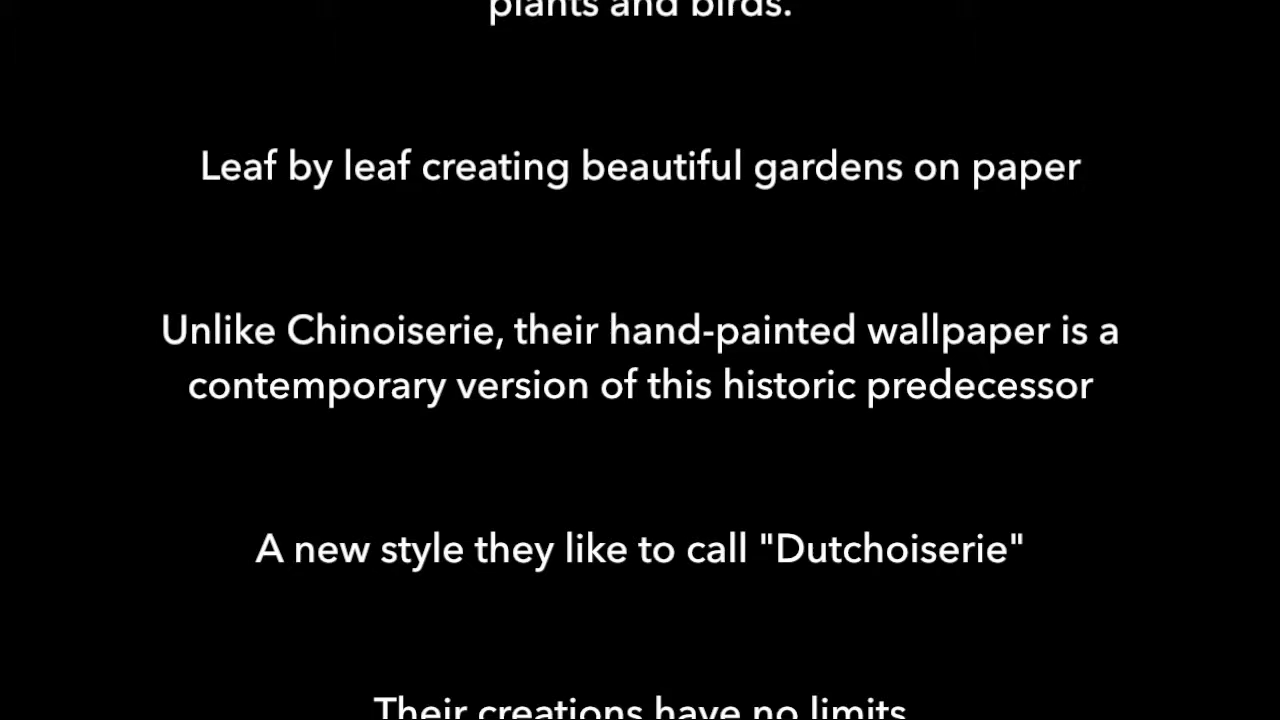 plants and birds.
Leaf by leaf creating beautiful gardens on paper
Unlike Chinoiserie, their hand-painted wallpaper is a
contemporary version of this historic predecessor
A new style they like to call "Dutchoiserie"
Their creations have no limits